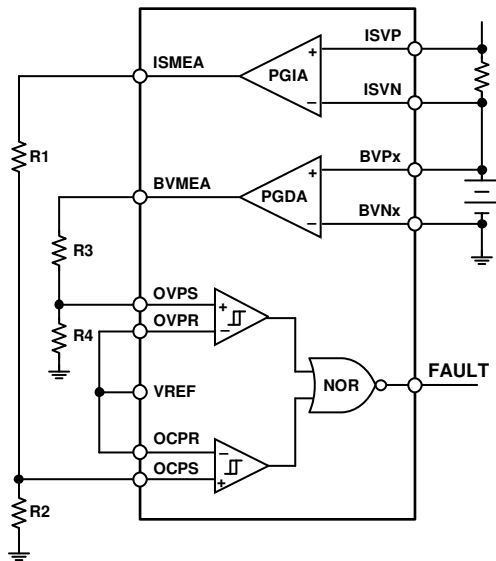 ISMEA
PGIA
+
−
ISVP
ISVN
R1
BVMEA
PGDA
+
−
BVPx
BVNx
R3
R4
OVPS
OVPR
+
−
VREF
NOR
FAULT
OCPR
OCPS
−
+
R2